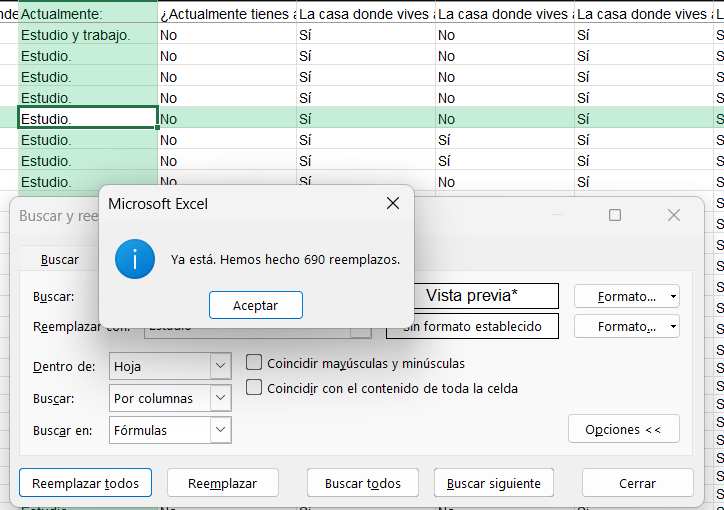 Actualmente: ¿Actualmente tienes La casa donde vives La casa donde vives La casa donde vives
Estudio y trabajo. No Sí No Sí
Estudio. No Sí No Sí
Estudio. No Sí No Sí
Estudio. No Sí No Sí
Estudio. No Sí No Sí
Estudio. No Sí Sí Sí
Estudio. No Sí Sí Sí
Estudio. No Sí No Sí
Microsoft Excel
Buscar y
Ya está. Hemos hecho 690 reemplazos.
Aceptar
Buscar
Buscar: Vista previa* Formato...
Reemplazar con: Estudio Sin formato establecido Formato...
Dentro de: Hoja Coincidir mayúsculas y minúsculas
Buscar: Por columnas Coincidir con el contenido de toda la celda
Buscar en: Fórmulas Opciones <<
Reemplazar todos Reemplazar Buscar todos Buscar siguiente Cerrar
Estudio. No Sí No Sí